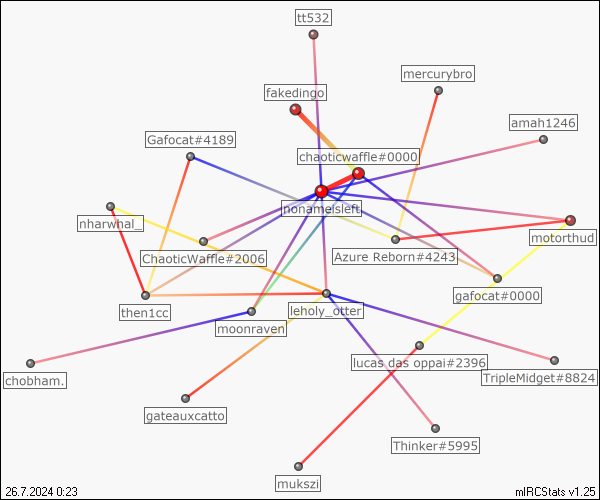 tt532
mercurybro
fakedingo
amah1246
Gafocat#4189
chaoticwaffle#0000
nonameisleft
nharwhal_
motorthud
ChaoticWaffle#2006
Azure Reborn#4243
gafocat#0000
then1cc
leholy_otter
moonraven
lucas das oppai#2396
chobham.
TripleMidget#8824
gateauxcatto
Thinker#5995
mukszi
26.7.2024 0:23
mIRCStats v1.25